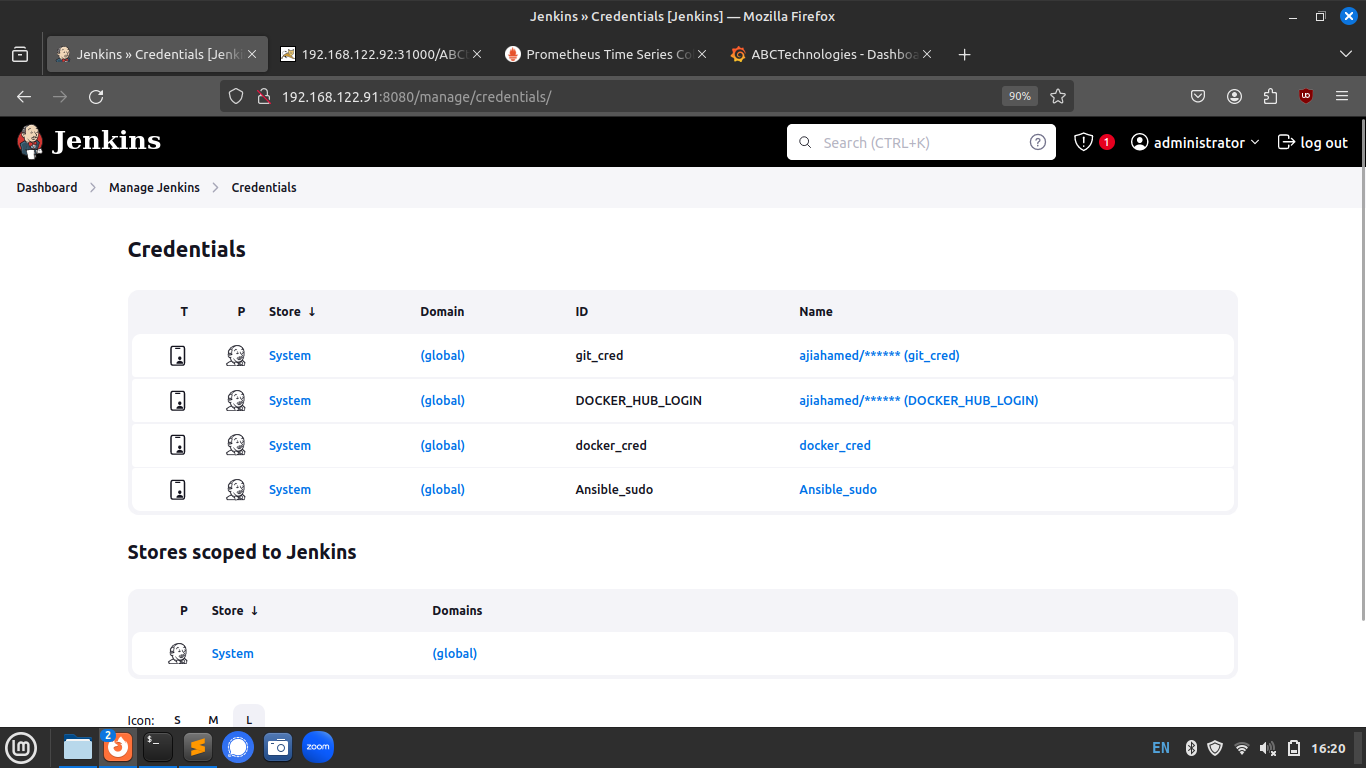 Jenkins » Credentials [Jenkins] — Mozilla Firefox
Jenkins » Credentials [Jenki
192.168.122.92:31000/ABC
Prometheus Time Series Co
ABCTechnologies - Dashboa
192.168.122.91:8080/manage/credentials/
90%
Jenkins
Search (CTRL+K)
1
administrator
log out
Dashboard
Manage Jenkins
Credentials
Credentials
T P Store ↓ Domain ID Name
System (global) git_cred ajiahamed/****** (git_cred)
System (global) DOCKER_HUB_LOGIN ajiahamed/****** (DOCKER_HUB_LOGIN)
System (global) docker_cred docker_cred
System (global) Ansible_sudo Ansible_sudo
Stores scoped to Jenkins
P Store ↓ Domains
System (global)
Icon: S M L
2
zoom
EN
16:20